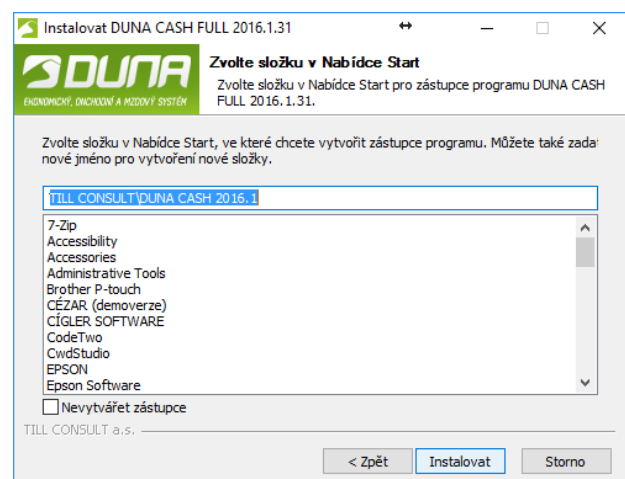 Instalovat DUNA CASH FULL 2016.1.31
DUNA
EKONOMICKÝ, OBCHODNÍ A MZDOVÝ SYSTÉM
Zvolte složku v Nabídce Start
Zvolte složku v Nabídce Start pro zástupce programu DUNA CASH
FULL 2016.1.31.
Zvolte složku v Nabídce Start, ve které chcete vytvořit zástupce programu. Můžete také zadat
nové jméno pro vytvoření nové složky.
TILL CONSULT\DUNA CASH 2016.1
7-Zip
Accessibility
Accessories
Administrative Tools
Brother P-touch
CÉZAR (demoverze)
CÍGLER SOFTWARE
CodeTwo
CwdStudio
EPSON
Epson Software
Nevytvářet zástupce
TILL CONSULT a.s.
< Zpět
Instalovat
Storno